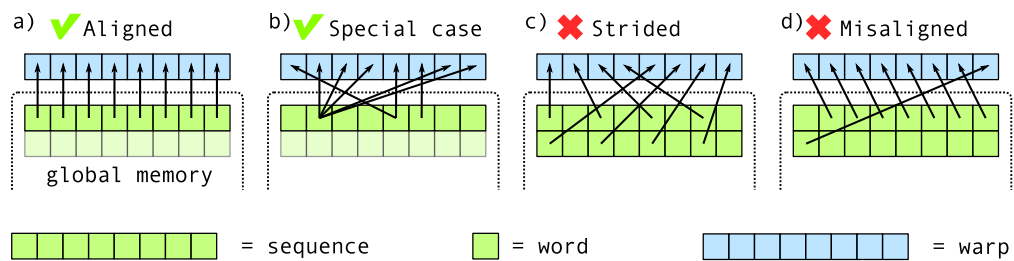 a) Aligned
b) Special case
c) Strided
d) Misaligned
global memory
= sequence
= word
= warp